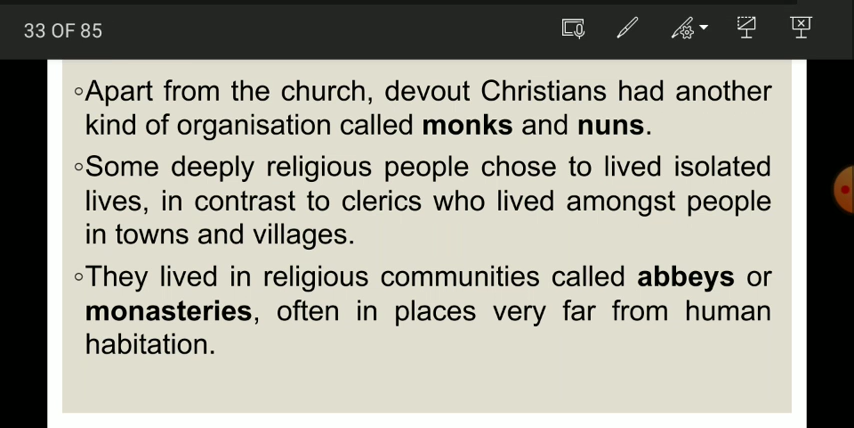 33 OF 85
◦Apart from the church, devout Christians had another
kind of organisation called monks and nuns.
◦Some deeply religious people chose to lived isolated
lives, in contrast to clerics who lived amongst people
in towns and villages.
◦They lived in religious communities called abbeys or
monasteries, often in places very far from human
habitation.